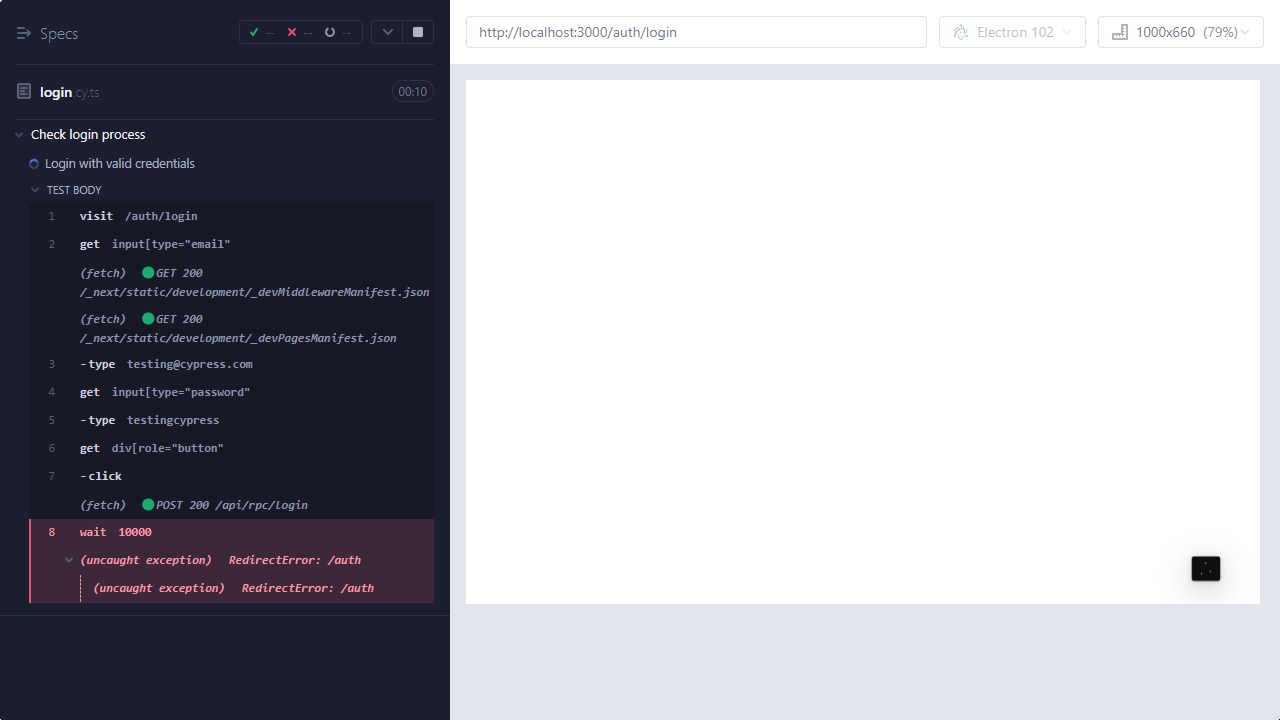 Specs
-- -- --
login.cy.ts
00:10
Check login process
Login with valid credentials
TEST BODY
1 visit /auth/login
2 get input[type="email"
(fetch) GET 200
/_next/static/development/_devMiddlewareManifest.json
(fetch) GET 200
/_next/static/development/_devPagesManifest.json
3 -type testing@cypress.com
4 get input[type="password"
5 -type testingcypress
6 get div[role="button"
7 -click
(fetch) POST 200 /api/rpc/login
8 wait 10000
(uncaught exception) RedirectError: /auth
(uncaught exception) RedirectError: /auth
http://localhost:3000/auth/login
Electron 102
1000x660 (79%)